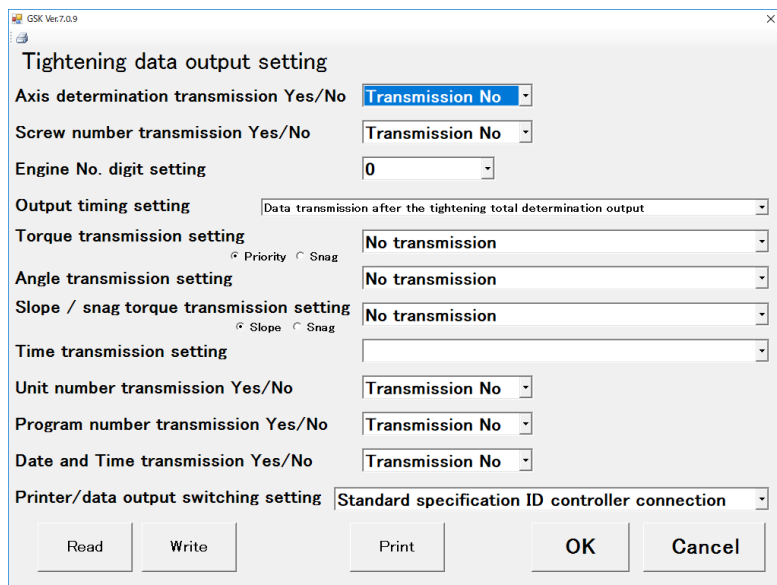 GSK Ver.7.0.9
Tightening data output setting
Axis determination transmission Yes/No Transmission No
Screw number transmission Yes/No Transmission No
Engine No. digit setting 0
Output timing setting Data transmission after the tightening total determination output
Torque transmission setting No transmission
Priority Snag
Angle transmission setting No transmission
Slope / snag torque transmission setting No transmission
Slope Snag
Time transmission setting
Unit number transmission Yes/No Transmission No
Program number transmission Yes/No Transmission No
Date and Time transmission Yes/No Transmission No
Printer/data output switching setting Standard specification ID controller connection
Read Write Print OK Cancel